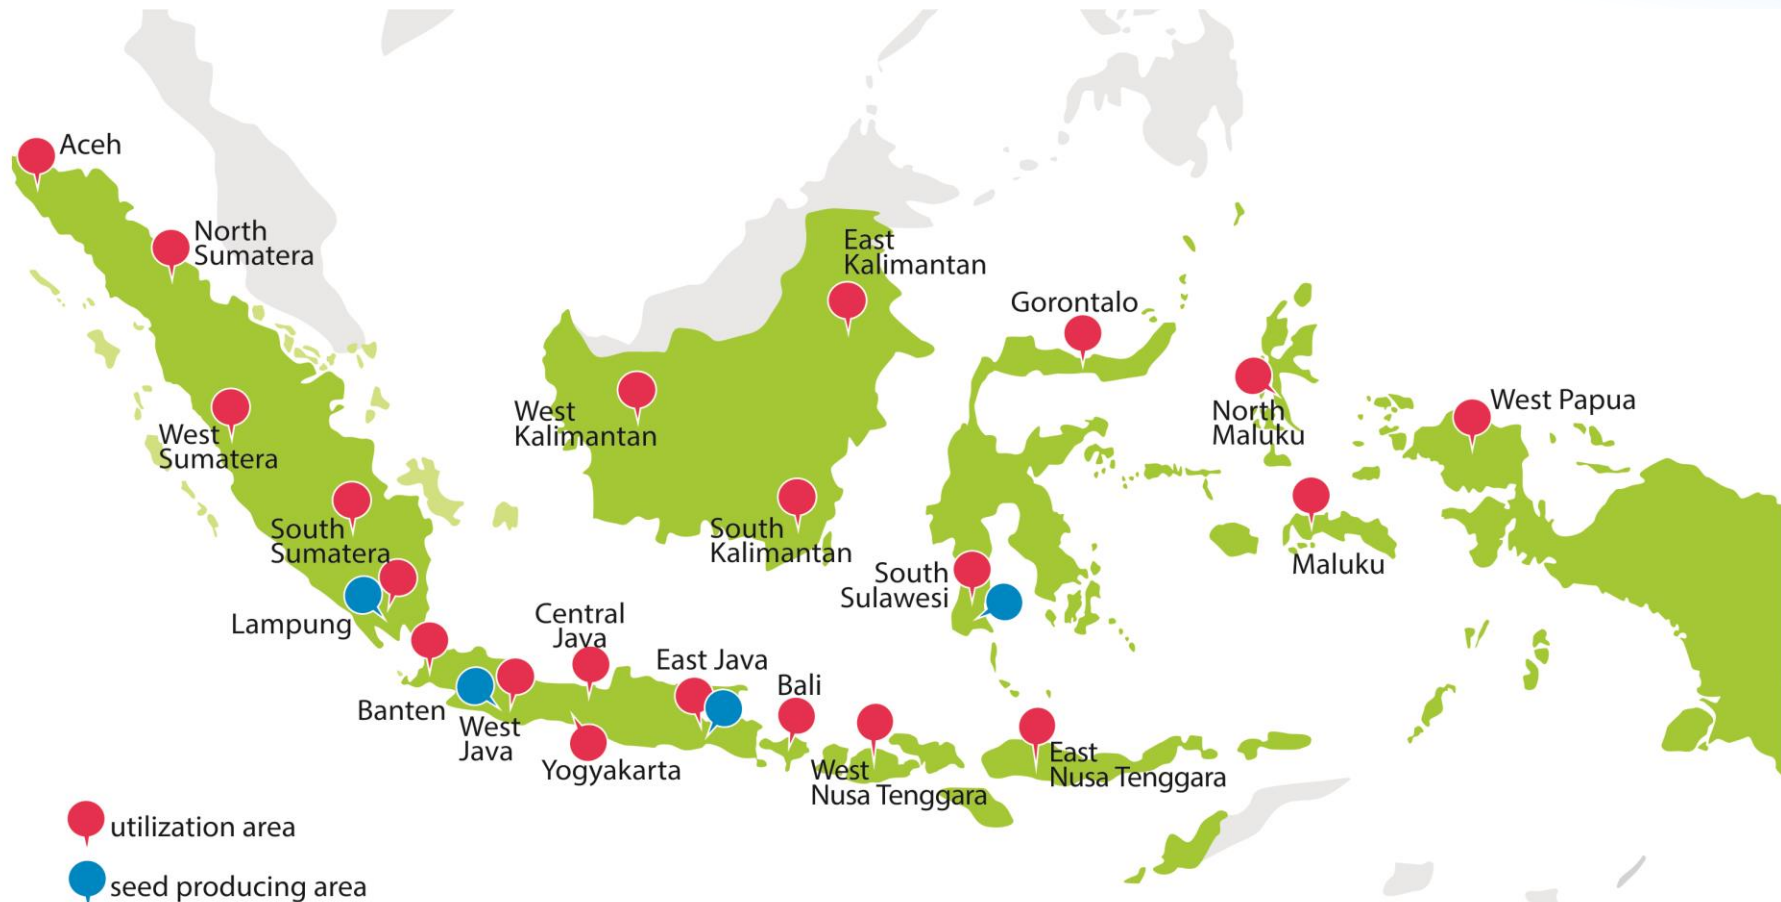 Aceh
North
Sumatera
East
Kalimantan
Gorontalo
West
Kalimantan
North
Maluku
West Papua
West
Sumatera
South
Sumatera
South
Kalimantan
South
Sulawesi
Maluku
Lampung
Central
Java
East Java
Bali
Banten
West
Java
Yogyakarta
West
Nusa Tenggara
East
Nusa Tenggara
utilization area
seed producing area